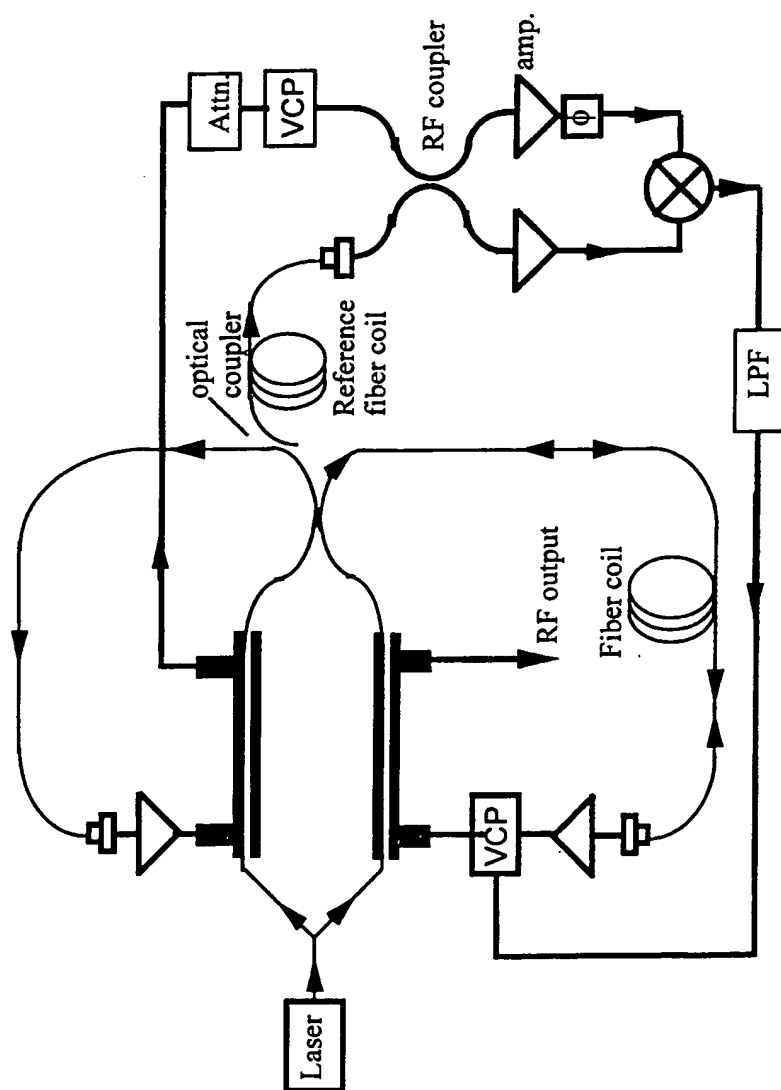 Attn.
VCP
RF coupler
amp.
ϕ
optical
coupler
Reference
fiber coil
LPF
RF output
Fiber coil
VCP
Laser